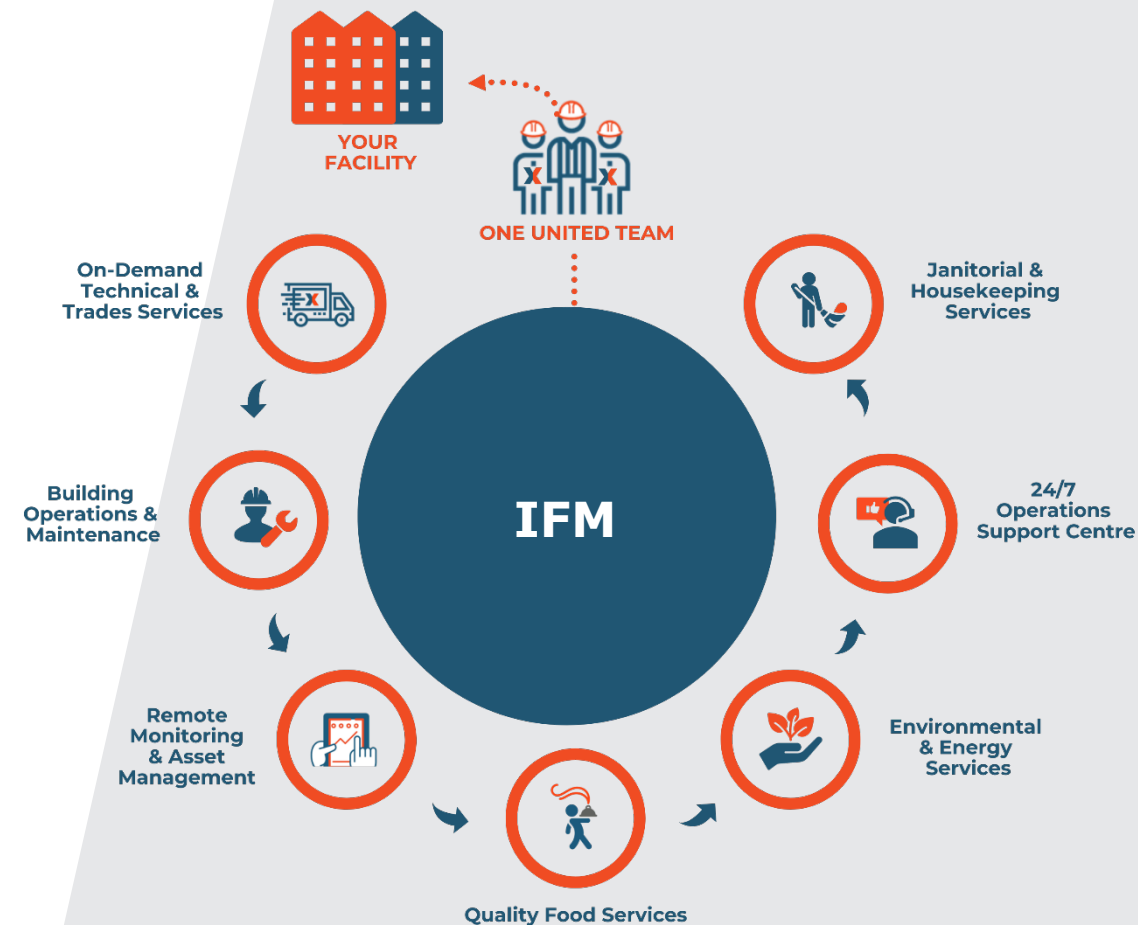 YOUR
FACILITY
ONE UNITED TEAM
On-Demand
Technical &
Trades Services
Janitorial &
Housekeeping
Services
Building
Operations &
Maintenance
IFM
24/7
Operations
Support Centre
Remote
Monitoring
& Asset
Management
Environmental
& Energy
Services
Quality Food Services